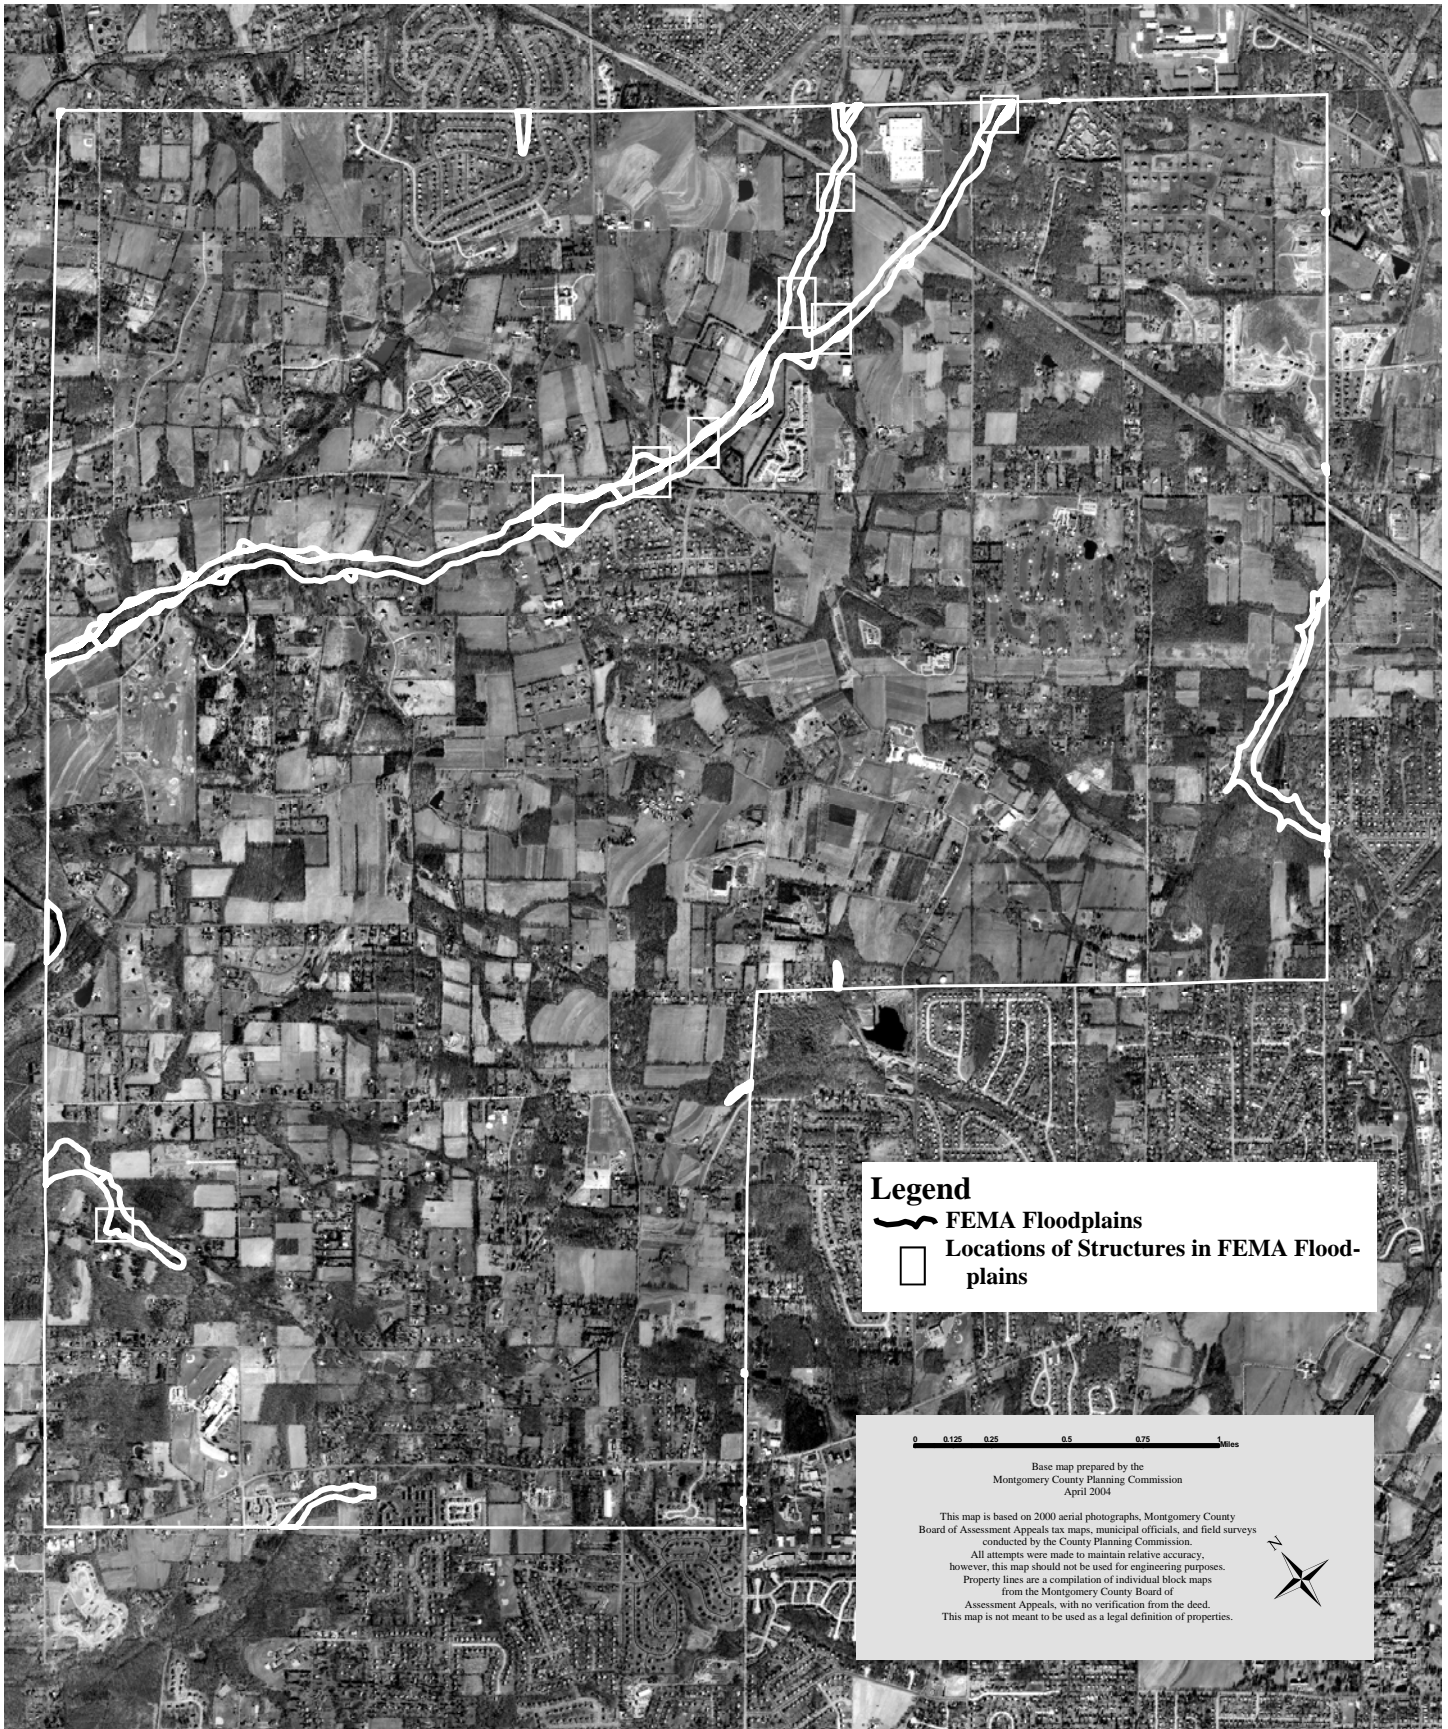 Legend
FEMA Floodplains
Locations of Structures in FEMA Flood-
plains
0 0.125 0.25 0.5 0.75 1
Miles
Base map prepared by the
Montgomery County Planning Commission
April 2004
This map is based on 2000 aerial photographs, Montgomery County
Board of Assessment Appeals tax maps, municipal officials, and field surveys
conducted by the County Planning Commission.
All attempts were made to maintain relative accuracy,
however, this map should not be used for engineering purposes.
Property lines are a compilation of individual block maps
from the Montgomery County Board of
Assessment Appeals, with no verification from the deed.
This map is not meant to be used as a legal definition of properties.
N